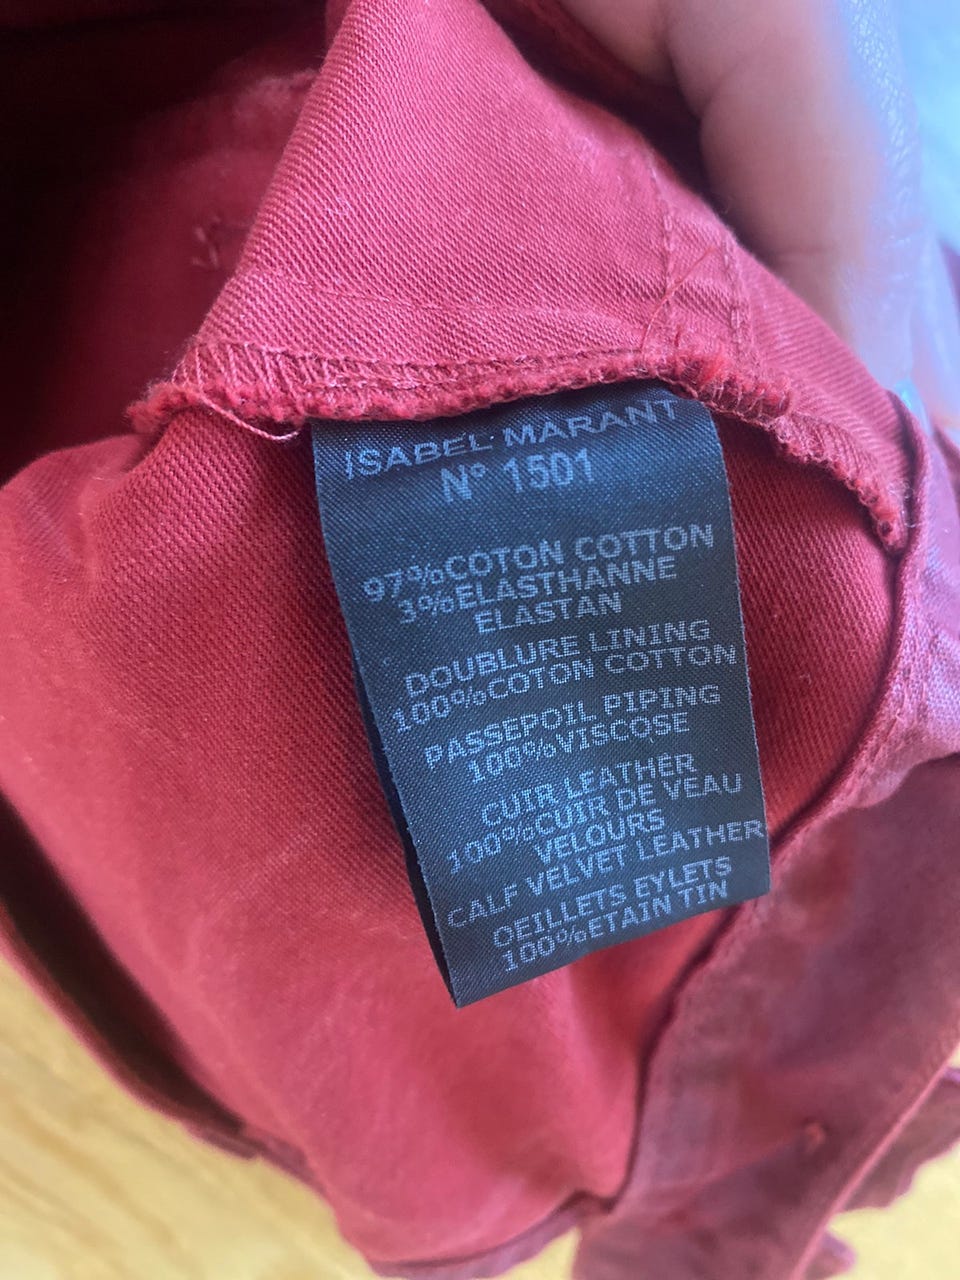 ISABEL MARANT
N° 1501
97%COTON COTTON
3%ELASTHANNE
ELASTAN
DOUBLURE LINING
100%COTON COTTON
PASSEPOIL PIPING
100%VISCOSE
CUIR LEATHER
100%CUIR DE VEAU
VELOURS
CALF VELVET LEATHER
OEILLETS EYLETS
100%ETAIN TIN